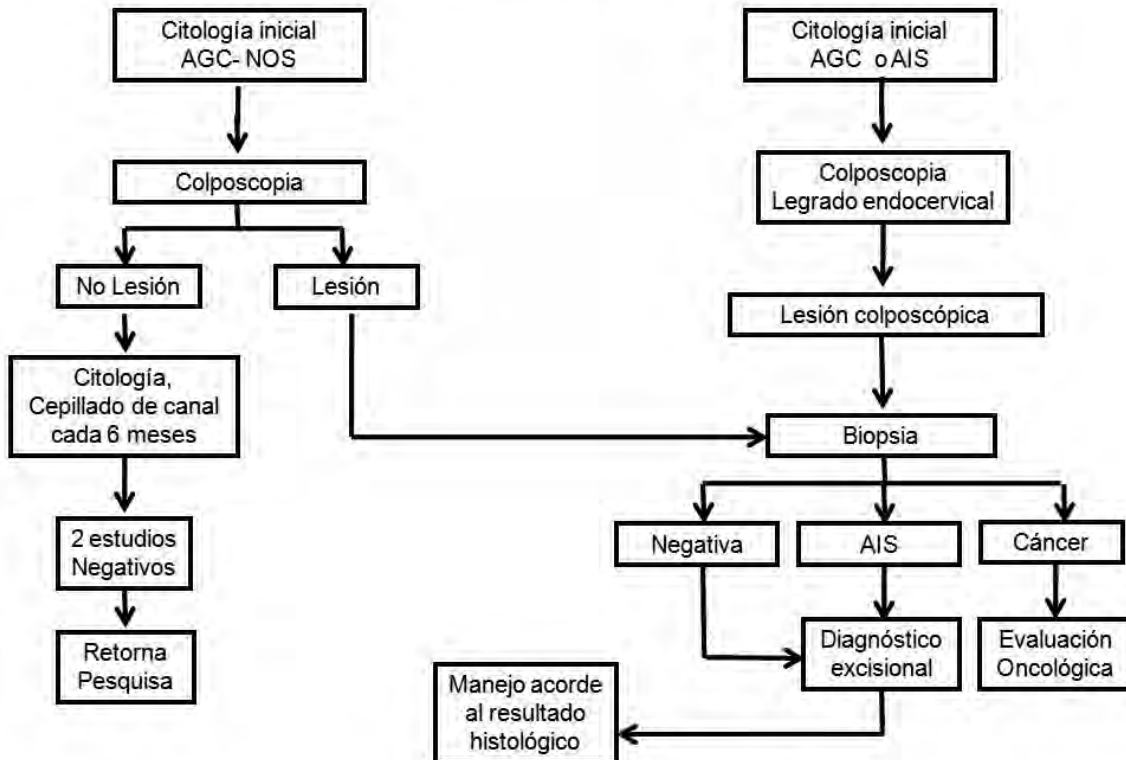 Citología inicial
AGC- NOS
Colposcopia
No Lesión
Lesión
Citología,
Cepillado de canal
cada 6 meses
2 estudios
Negativos
Retorna
Pesquisa
Citología inicial
AGC o AIS
Colposcopia
Legrado endocervical
Lesión colposcópica
Biopsia
Negativa
AIS
Cáncer
Diagnóstico
excisional
Evaluación
Oncológica
Manejo acorde
al resultado
histológico